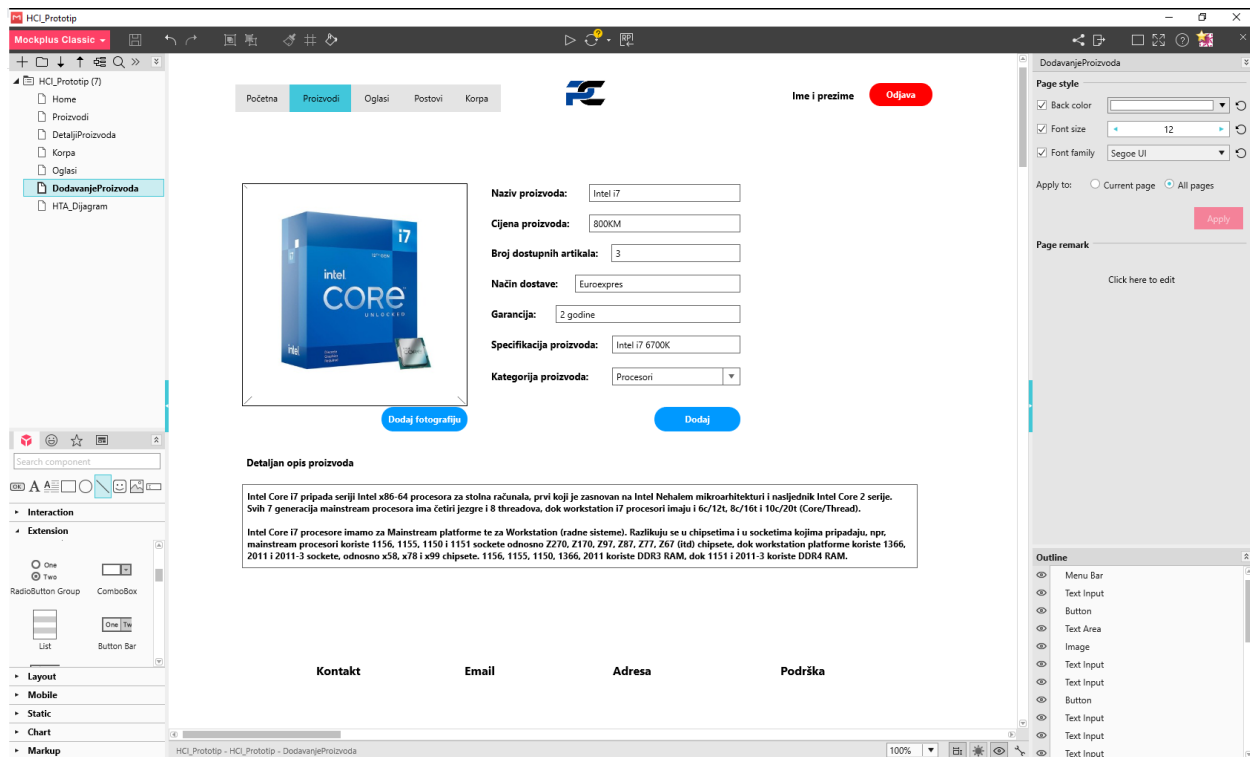 HCI_Prototip
Mockplus Classic
RP
HCI_Prototip (7)
Home
Proizvodi
DetaljiProizvoda
Korpa
Oglasi
DodavanjeProizvoda
HTA_Dijagram
Search component
OK A A
Interaction
Extension
One
Two
RadioButton Group ComboBox
One Tw
List Button Bar
Layout
Mobile
Static
Chart
Markup
Početna Proizvodi Oglasi Postovi Korpa
PC
Ime i prezime Odjava
i7
i7
intel
CORE
UNLOCKED
intel
Naziv proizvoda: Intel i7
Cijena proizvoda: 800KM
Broj dostupnih artikala: 3
Način dostave: Euroexpres
Garancija: 2 godine
Specifikacija proizvoda: Intel i7 6700K
Kategorija proizvoda: Procesori
Dodaj fotografiju Dodaj
Detaljan opis proizvoda
Intel Core i7 pripada seriji Intel x86-64 procesora za stolna računala, prvi koji je zasnovan na Intel Nehalem mikroarhitekturi i nasljednik Intel Core 2 serije.
Svih 7 generacija mainstream procesora ima četiri jezgre i 8 threadova, dok workstation i7 procesori imaju i 6c/12t, 8c/16t i 10c/20t (Core/Thread).
Intel Core i7 procesore imamo za Mainstream platforme te za Workstation (radne sisteme). Razlikuju se u chipsetima i u socketima kojima pripadaju, npr,
mainstream procesori koriste 1156, 1155, 1150 i 1151 sockete odnosno Z270, Z170, Z97, Z87, Z77, Z67 (itd) chipsete, dok workstation platforme koriste 1366,
2011 i 2011-3 sockete, odnosno x58, x78 i x99 chipsete. 1156, 1155, 1150, 1366, 2011 koriste DDR3 RAM, dok 1151 i 2011-3 koriste DDR4 RAM.
Kontakt Email Adresa Podrška
HCI_Prototip - HCI_Prototip - DodavanjeProizvoda
100%
DodavanjeProizvoda
Page style
Back color
Font size 12
Font family Segoe UI
Apply to: Current page All pages
Apply
Page remark
Click here to edit
Outline
Menu Bar
Text Input
Button
Text Area
Image
Text Input
Text Input
Button
Text Input
Text Input
Text Input